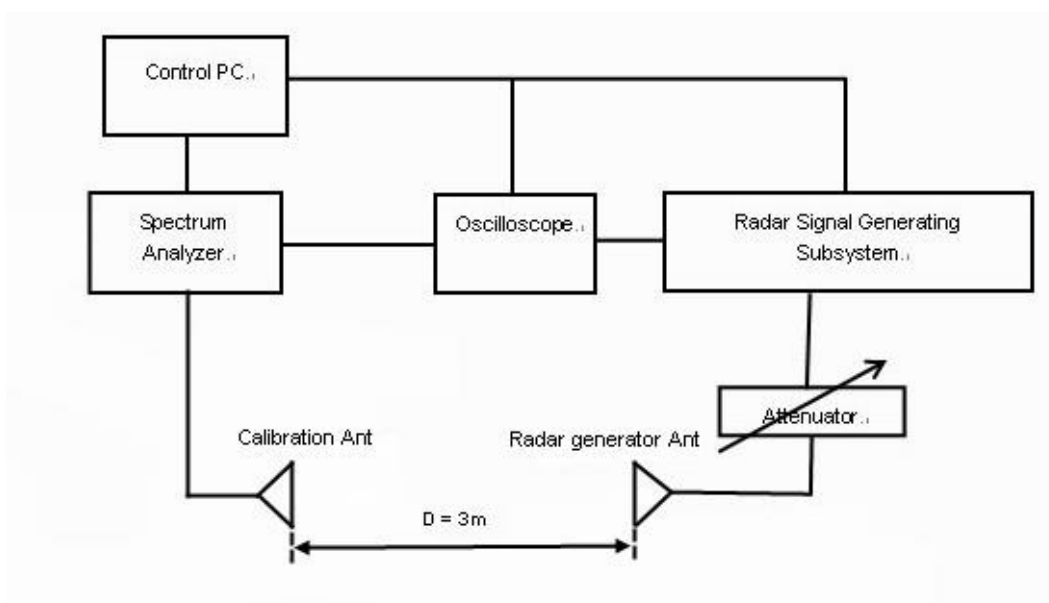 Control PC
Spectrum
Analyzer
Oscilloscope
Radar Signal Generating
Subsystem
Attenuator
Calibration Ant
Radar generator Ant
D = 3m